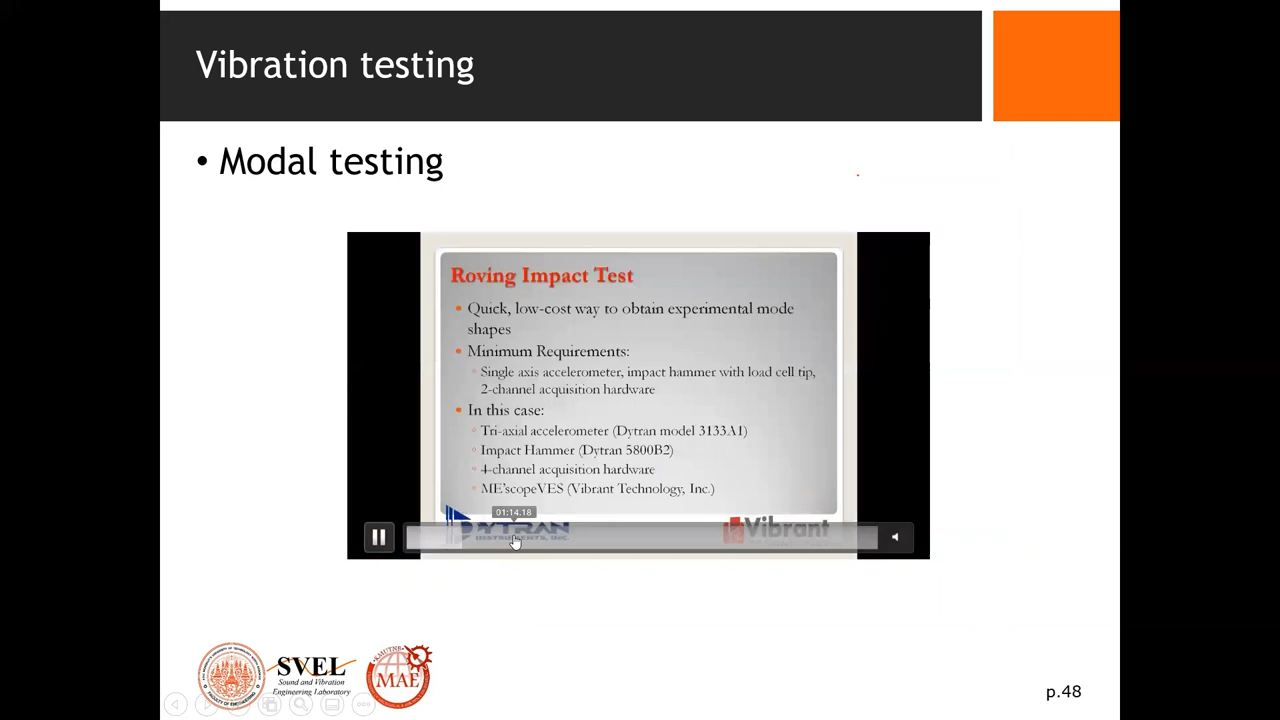 Vibration testing
• Modal testing
Roving Impact Test
• Quick, low-cost way to obtain experimental mode
shapes
• Minimum Requirements:
Single axis accelerometer, impact hammer with load cell tip,
2-channel acquisition hardware
• In this case:
Tri-axial accelerometer (Dytran model 3133A1)
Impact Hammer (Dytran 5800B2)
4-channel acquisition hardware
ME'scopeVES (Vibrant Technology, Inc.)
01:14.18
DYTRAN
INSTRUMENTS, INC.
Vibrant
SVEL
Sound and Vibration
Engineering Laboratory
KMUTNB
MAE
p.48